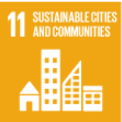 11 SUSTAINABLE CITIES
AND COMMUNITIES